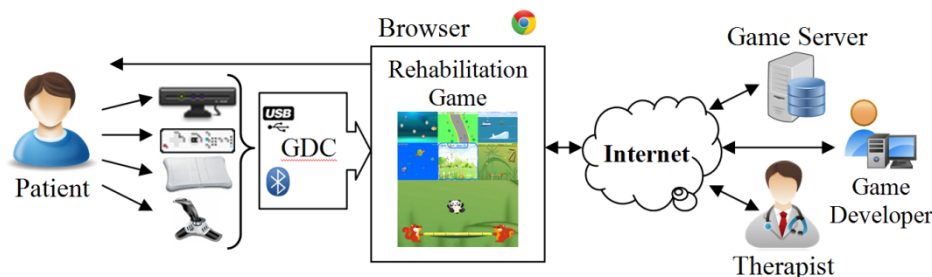 Browser
Game Server
Rehabilitation
Game
USB
GDC
Internet
Patient
Game
Developer
Therapist